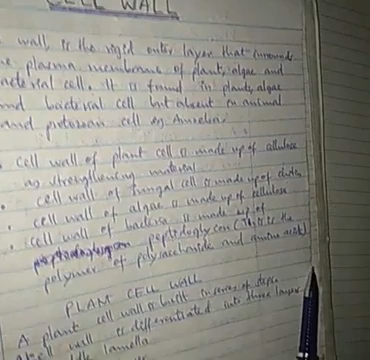 CELL WALL
wall is the rigid outer layer that surrounds
plasma membrane of plant, algae and
bacterial cell. It is found in plant, algae
and bacterial cell but absent in animal
and protozoan cell eg Amoeba
cell wall of plant cell is made up of cellulose
as strengthening material
cell wall of fungal cell is made up of chitin
cell wall of algae is made up of cellulose
cell wall of bacteria is made up of
peptidoglycan (It is the
polymer of polysaccharide and amino acid)
PLANT CELL WALL
A plant cell wall is built in series of steps.
cell wall is differentiated into three layers
lamella